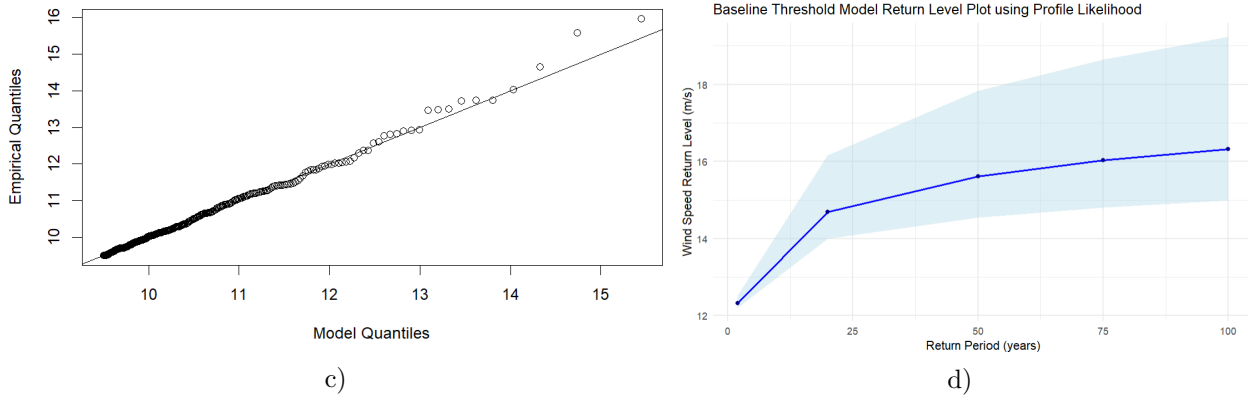 16
15
14
13
12
11
10
Empirical Quantiles
10 11 12 13 14 15
Model Quantiles
c)
Baseline Threshold Model Return Level Plot using Profile Likelihood
18
16
14
12
Wind Speed Return Level (m/s)
0 25 50 75 100
Return Period (years)
d)